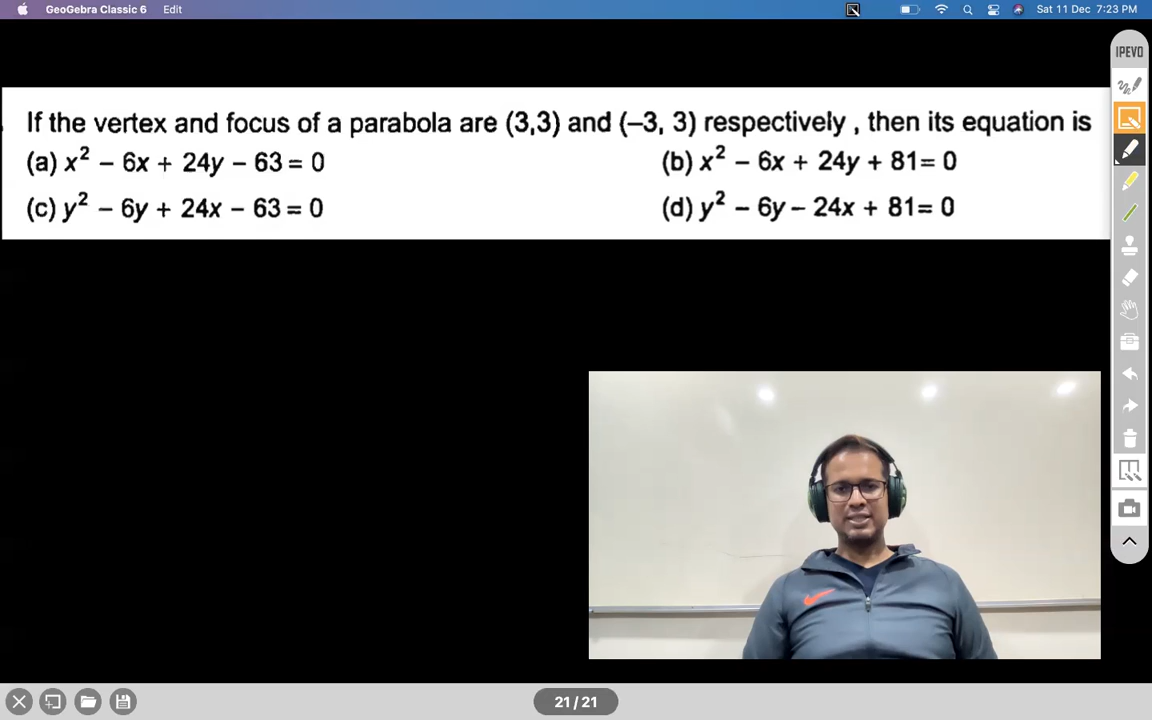 GeoGebra Classic 6 Edit Sat 11 Dec 7:23 PM
IPEVO
If the vertex and focus of a parabola are (3,3) and (–3, 3) respectively , then its equation is
(a) x² – 6x + 24y – 63 = 0 (b) x² – 6x + 24y + 81= 0
(c) y² – 6y + 24x – 63 = 0 (d) y² – 6y – 24x + 81= 0
21 / 21